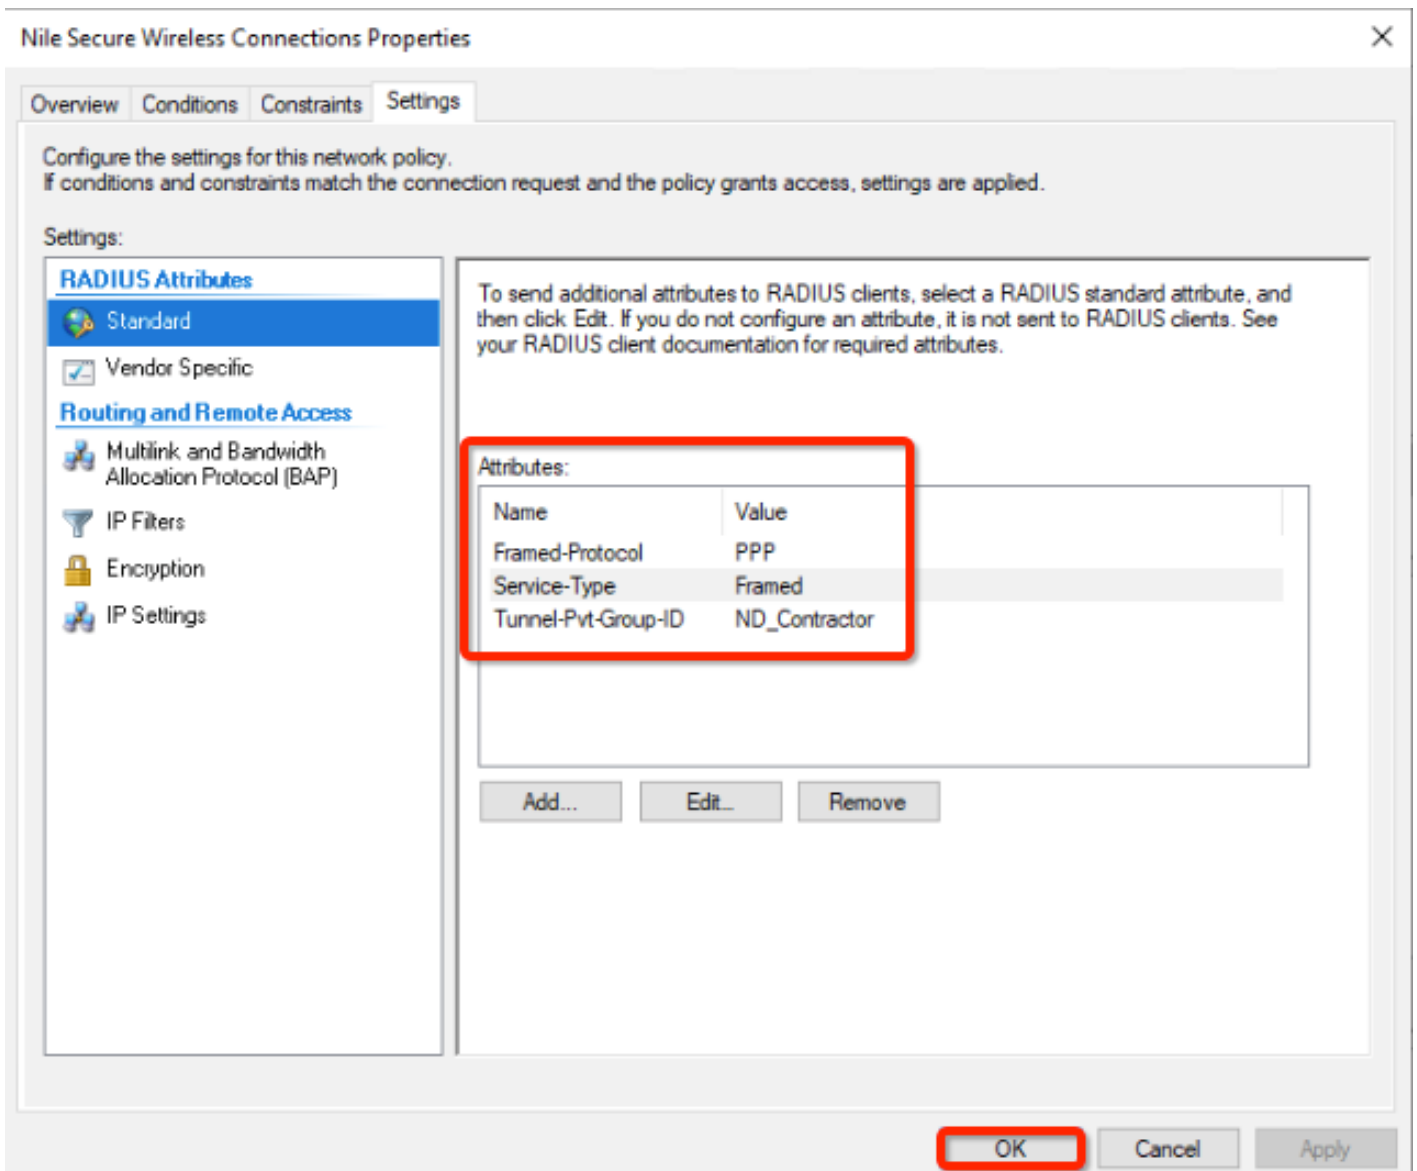 Nile Secure Wireless Connections Properties
Overview Conditions Constraints Settings
Configure the settings for this network policy.
If conditions and constraints match the connection request and the policy grants access, settings are applied.
Settings:
RADIUS Attributes
Standard
Vendor Specific
Routing and Remote Access
Multilink and Bandwidth
Allocation Protocol (BAP)
IP Filters
Encryption
IP Settings
To send additional attributes to RADIUS clients, select a RADIUS standard attribute, and
then click Edit. If you do not configure an attribute, it is not sent to RADIUS clients. See
your RADIUS client documentation for required attributes.
Attributes:
Name Value
Framed-Protocol PPP
Service-Type Framed
Tunnel-Pvt-Group-ID ND_Contractor
Add... Edit... Remove
OK Cancel Apply